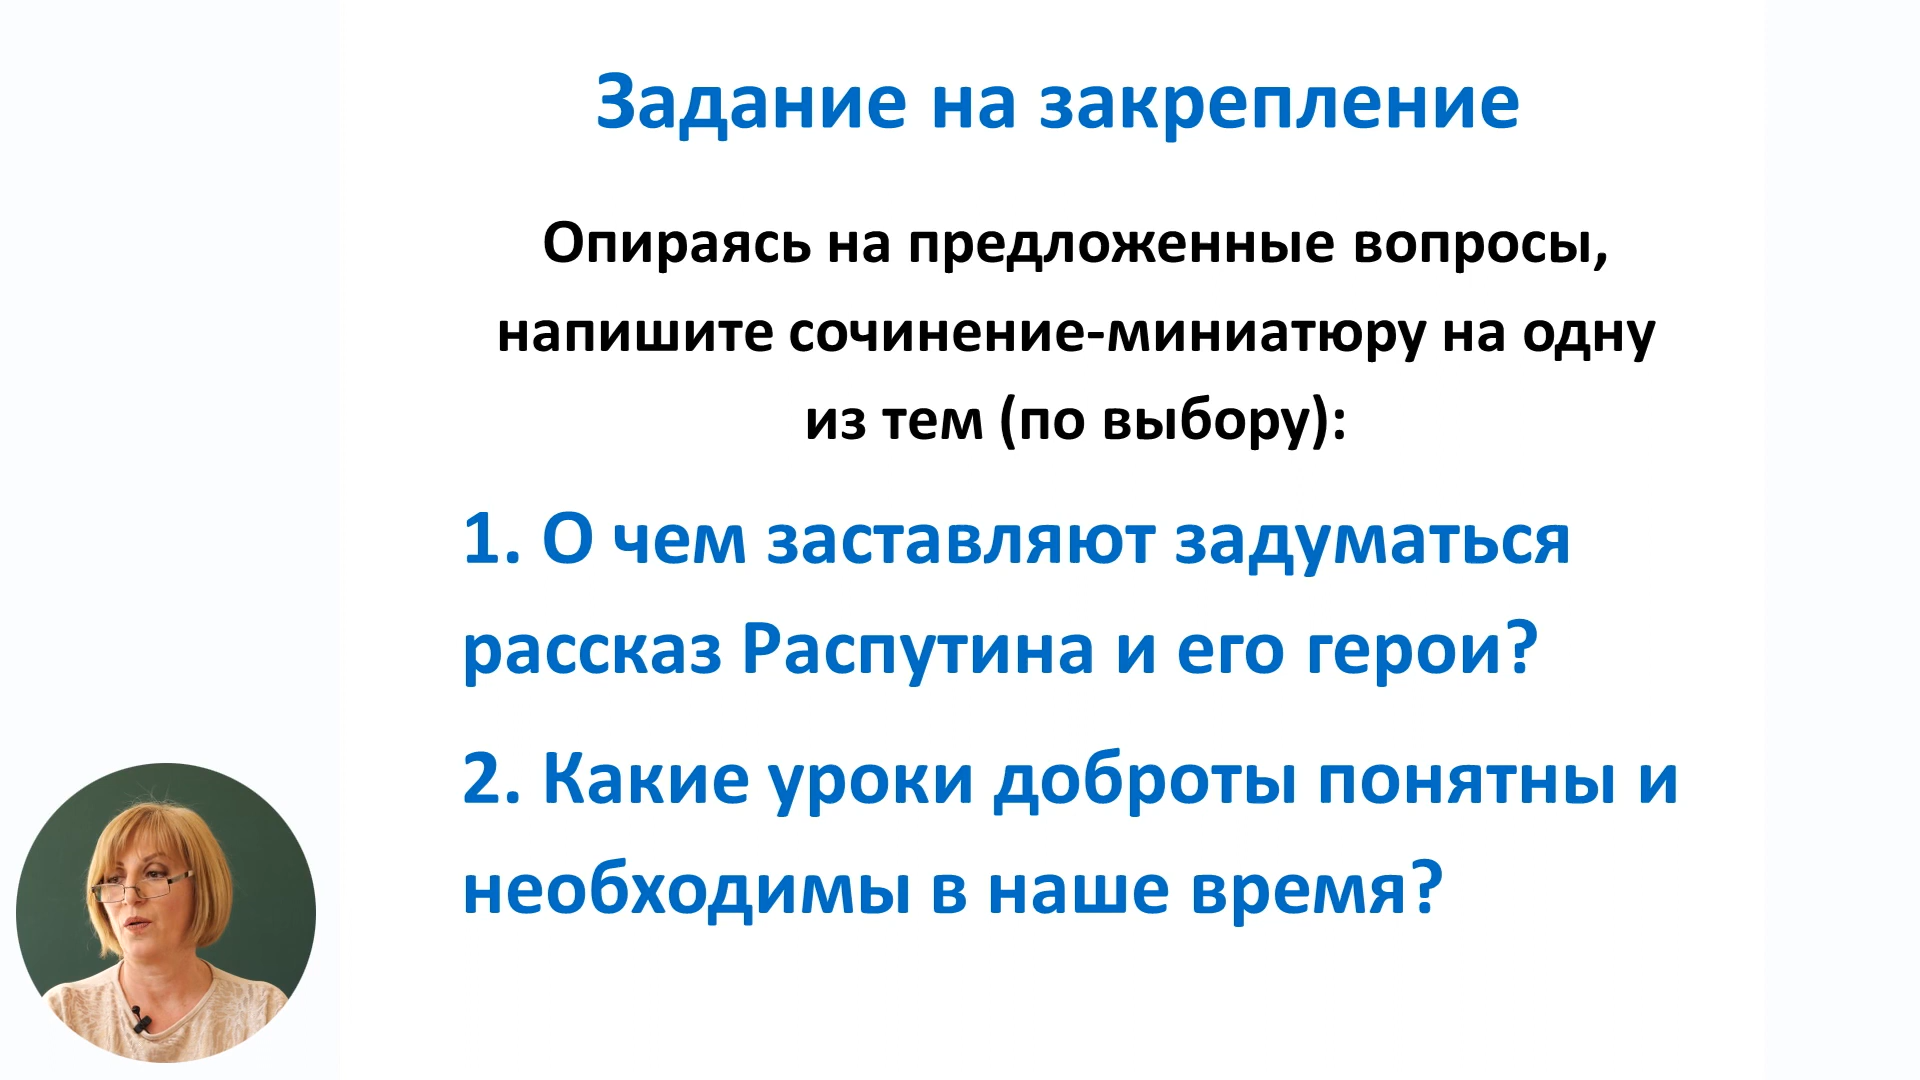 Задание на закрепление
Опираясь на предложенные вопросы,
напишите сочинение-миниатюру на одну
из тем (по выбору):
1. О чем заставляют задуматься
рассказ Распутина и его герои?
2. Какие уроки доброты понятны и
необходимы в наше время?